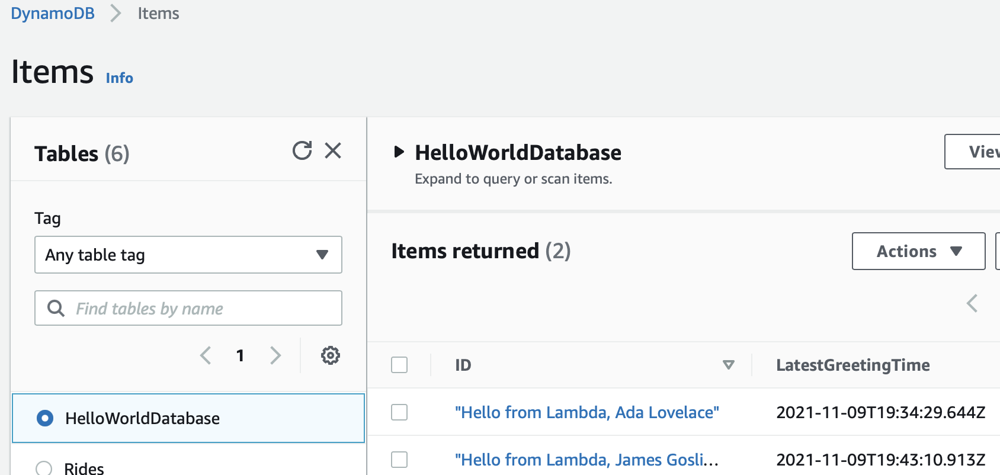 DynamoDB > Items
Items Info
Tables (6)
Tag
Any table tag
Find tables by name
1
HelloWorldDatabase
Rides
HelloWorldDatabase
Expand to query or scan items.
Items returned (2)
Actions
ID LatestGreetingTime
"Hello from Lambda, Ada Lovelace" 2021-11-09T19:34:29.644Z
"Hello from Lambda, James Gosli... 2021-11-09T19:43:10.913Z